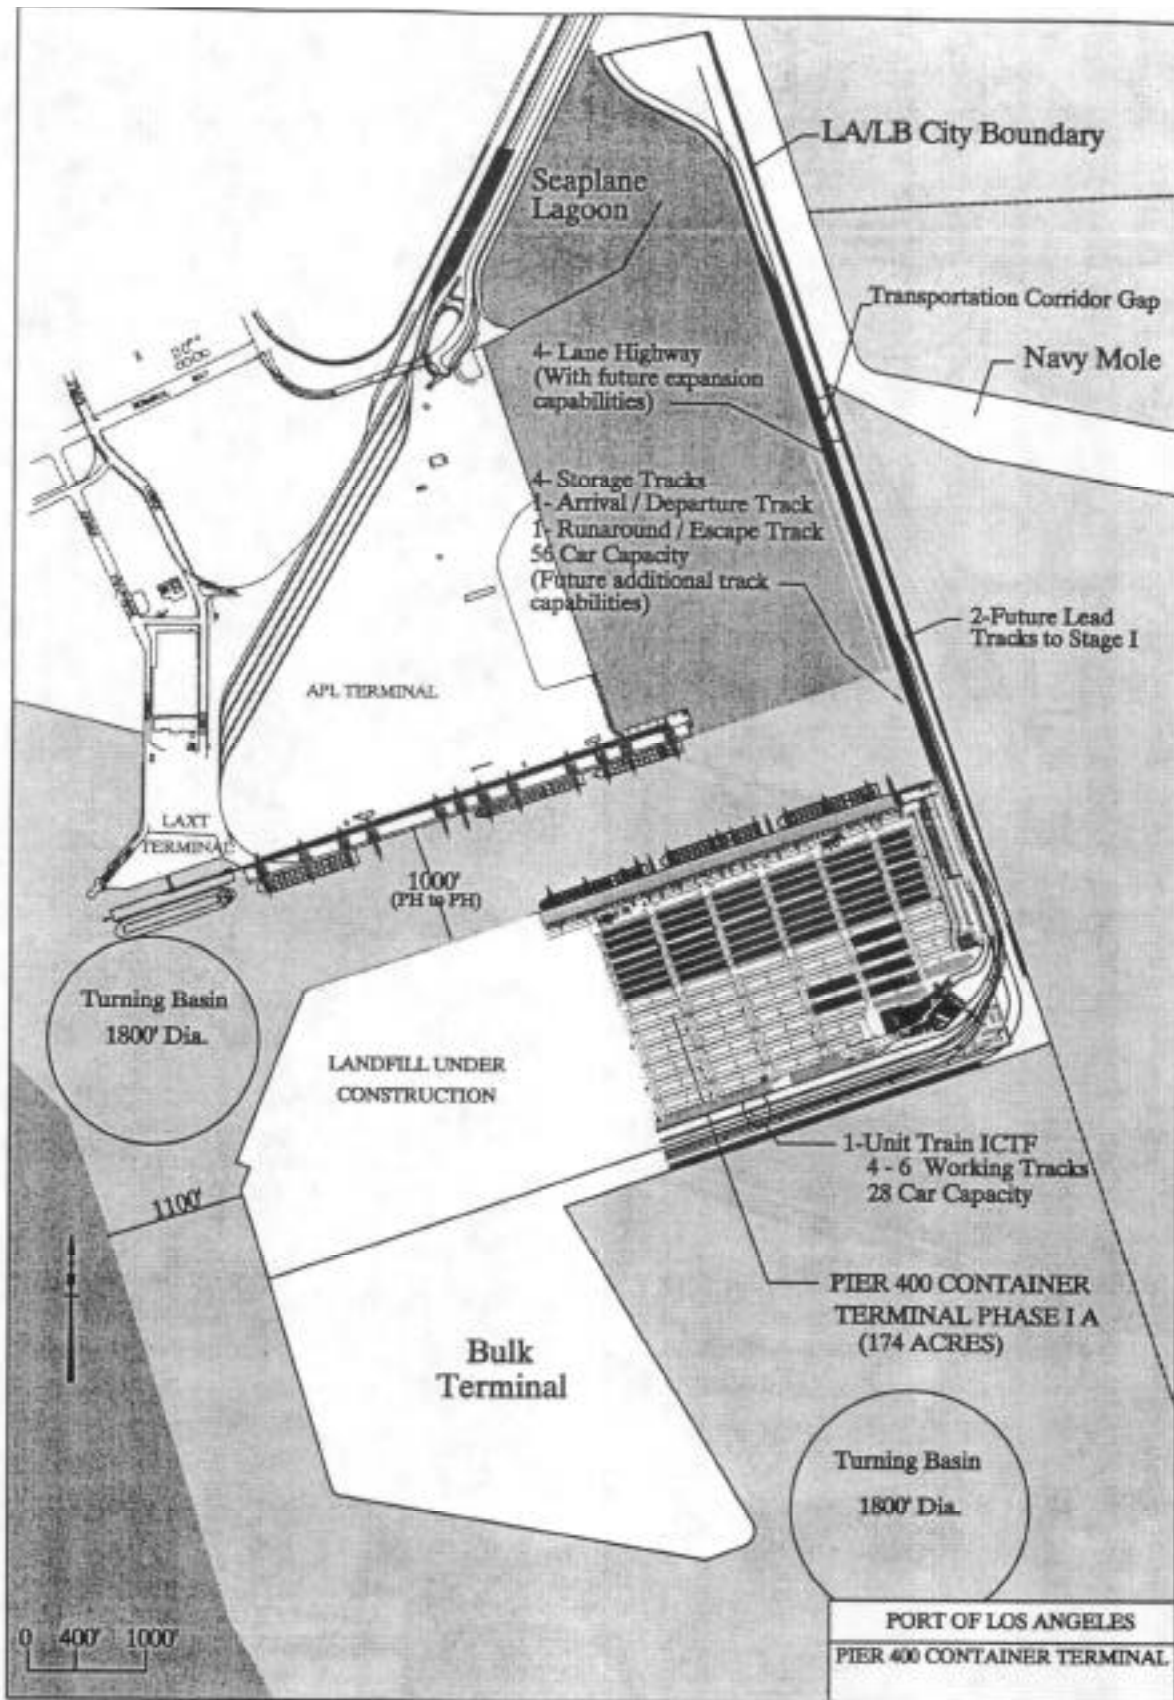 LA/LB City Boundary
Seaplane
Lagoon
Transportation Corridor Gap
4- Lane Highway
(With future expansion
capabilities)
Navy Mole
4- Storage Tracks
1- Arrival / Departure Track
1- Runaround / Escape Track
56 Car Capacity
(Future additional track
capabilities)
2-Future Lead
Tracks to Stage I
APL TERMINAL
LAXT
TERMINAL
1000'
(PH to PH)
Turning Basin
1800' Dia.
LANDFILL UNDER
CONSTRUCTION
1-Unit Train ICTF
4 - 6 Working Tracks
28 Car Capacity
1100'
PIER 400 CONTAINER
TERMINAL PHASE I A
(174 ACRES)
Bulk
Terminal
Turning Basin
1800' Dia.
0 400' 1000'
PORT OF LOS ANGELES
PIER 400 CONTAINER TERMINAL